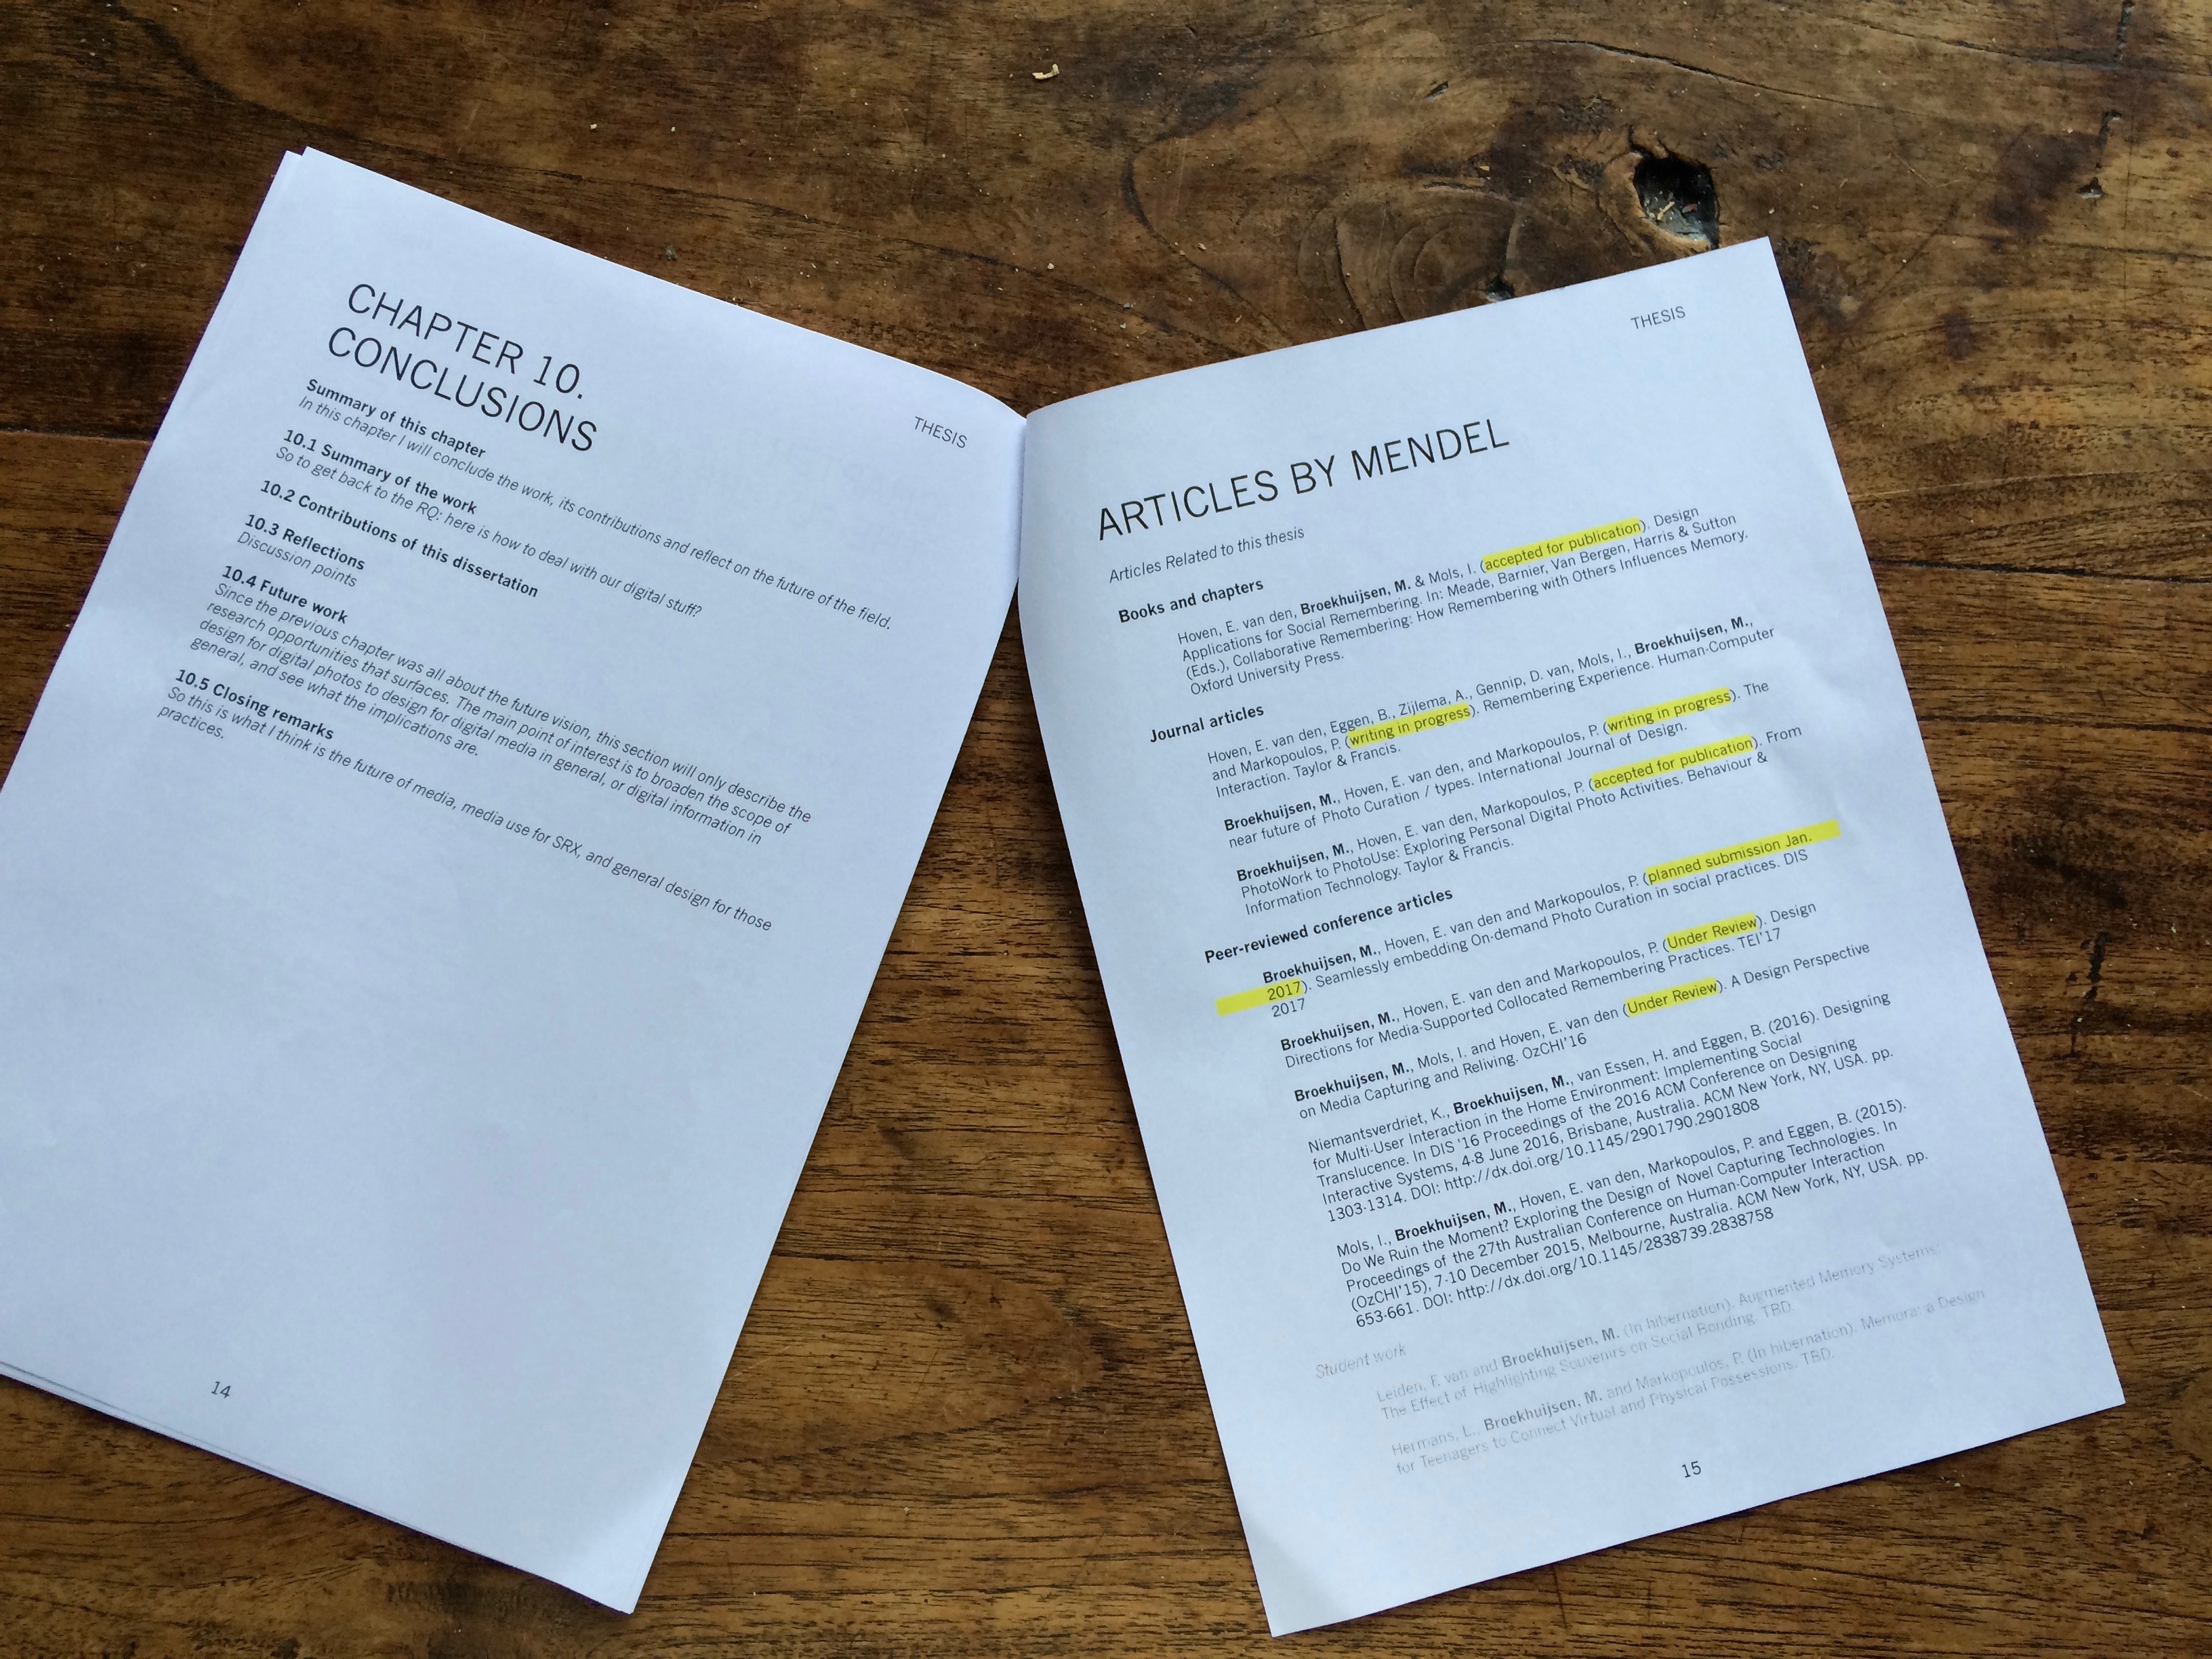 THESIS
CHAPTER 10.
CONCLUSIONS
Summary of this chapter
In this chapter I will conclude the work, its contributions and reflect on the future of the field.
10.1 Summary of the work
So to get back to the RQ: here is how to deal with our digital stuff?
10.2 Contributions of this dissertation
10.3 Reflections
Discussion points
10.4 Future work
Since the previous chapter was all about the future vision, this section will only describe the
research opportunities that surfaces. The main point of interest is to broaden the scope of
design for digital photos to design for digital media in general, or digital information in
general, and see what the implications are.
10.5 Closing remarks
So this is what I think is the future of media, media use for SRX, and general design for those
practices.
14
THESIS
ARTICLES BY MENDEL
Articles Related to this thesis
Books and chapters
Hoven, E. van den, Broekhuijsen, M. & Mols, I. (accepted for publication). Design
Applications for Social Remembering. In: Meade, Barnier, Van Bergen, Harris & Sutton
(Eds.), Collaborative Remembering: How Remembering with Others Influences Memory.
Oxford University Press.
Journal articles
Hoven, E. van den, Eggen, B., Zijlema, A., Gennip, D. van, Mols, I., Broekhuijsen, M.,
and Markopoulos, P. (writing in progress). Remembering Experience. Human-Computer
Interaction. Taylor & Francis.
Broekhuijsen, M., Hoven, E. van den, and Markopoulos, P. (writing in progress). The
near future of Photo Curation / types. International Journal of Design.
Broekhuijsen, M., Hoven, E. van den, Markopoulos, P. (accepted for publication). From
PhotoWork to PhotoUse: Exploring Personal Digital Photo Activities. Behaviour &
Information Technology. Taylor & Francis.
Peer-reviewed conference articles
Broekhuijsen, M., Hoven, E. van den and Markopoulos, P. (planned submission Jan.
2017). Seamlessly embedding On-demand Photo Curation in social practices. DIS
2017
Broekhuijsen, M., Hoven, E. van den and Markopoulos, P. (Under Review). Design
Directions for Media-Supported Collocated Remembering Practices. TEI'17
Broekhuijsen, M., Mols, I. and Hoven, E. van den (Under Review). A Design Perspective
on Media Capturing and Reliving. OzCHI'16
Niemantsverdriet, K., Broekhuijsen, M., van Essen, H. and Eggen, B. (2016). Designing
for Multi-User Interaction in the Home Environment: Implementing Social
Translucence. In DIS '16 Proceedings of the 2016 ACM Conference on Designing
Interactive Systems, 4-8 June 2016, Brisbane, Australia. ACM New York, NY, USA. pp.
1303-1314. DOI: http://dx.doi.org/10.1145/2901790.2901808
Mols, I., Broekhuijsen, M., Hoven, E. van den, Markopoulos, P. and Eggen, B. (2015).
Do We Ruin the Moment? Exploring the Design of Novel Capturing Technologies. In
Proceedings of the 27th Australian Conference on Human-Computer Interaction
(OzCHI'15), 7-10 December 2015, Melbourne, Australia. ACM New York, NY, USA. pp.
653-661. DOI: http://dx.doi.org/10.1145/2838739.2838758
Student work
Leiden, F. van and Broekhuijsen, M. (In hibernation). Augmented Memory Systems:
The Effect of Highlighting Souvenirs on Social Bonding. TBD.
Hermans, L., Broekhuijsen, M. and Markopoulos, P. (In hibernation). Memora: a Design
for Teenagers to Connect Virtual and Physical Possessions. TBD.
15